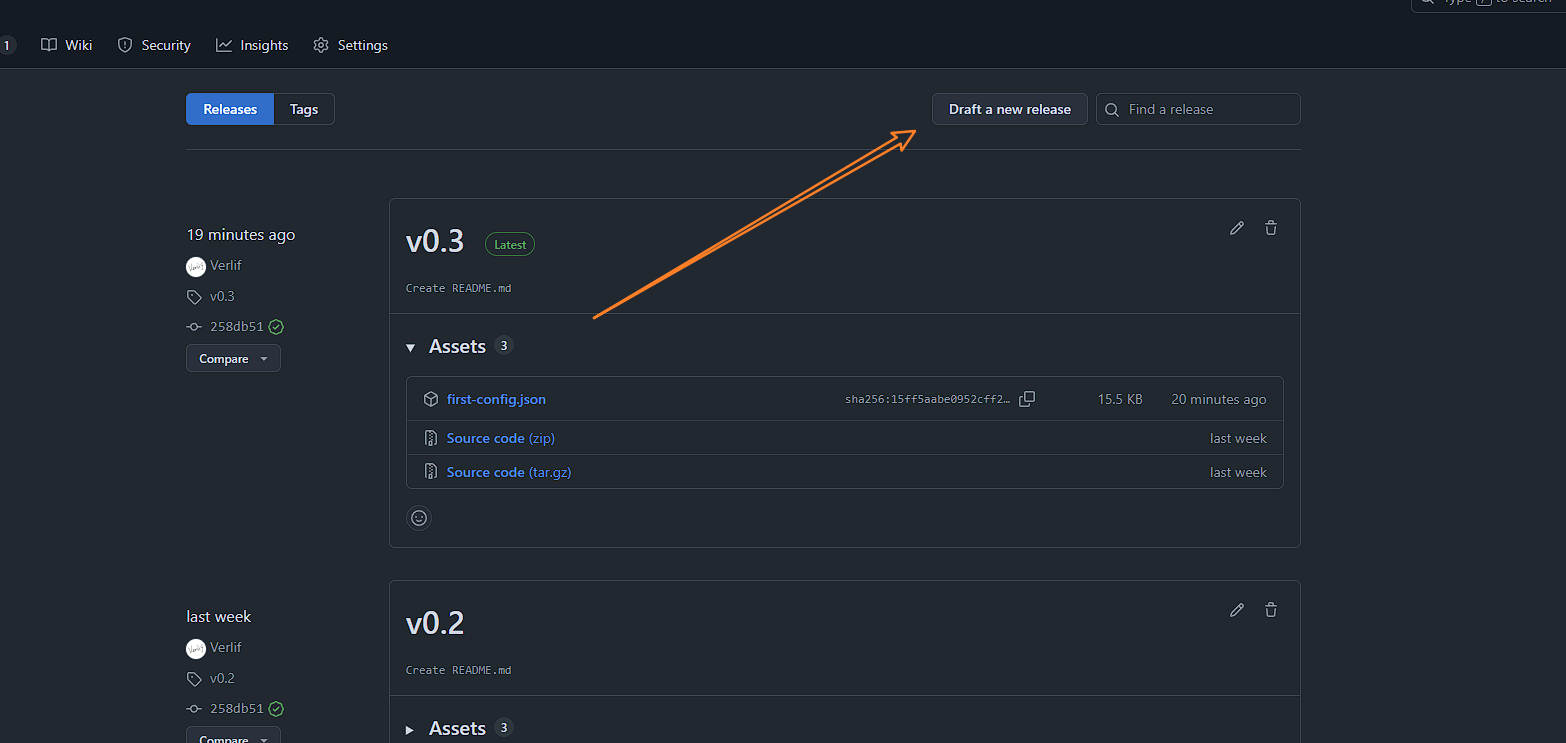 Type / to search
1 Wiki Security Insights Settings
Releases Tags Draft a new release Find a release
19 minutes ago
Verlif
v0.3
258db51
Compare
v0.3 Latest
Create README.md
Assets 3
first-config.json sha256:15ff5aabe0952cff2… 15.5 KB 20 minutes ago
Source code (zip) last week
Source code (tar.gz) last week
last week
Verlif
v0.2
258db51
Compare
v0.2
Create README.md
Assets 3